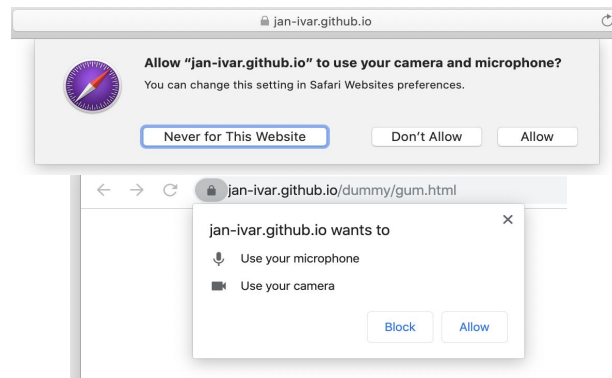 jan-ivar.github.io
Allow “jan-ivar.github.io” to use your camera and microphone?
You can change this setting in Safari Websites preferences.
Never for This Website
Don’t Allow
Allow
jan-ivar.github.io/dummy/gum.html
jan-ivar.github.io wants to
Use your microphone
Use your camera
Block
Allow